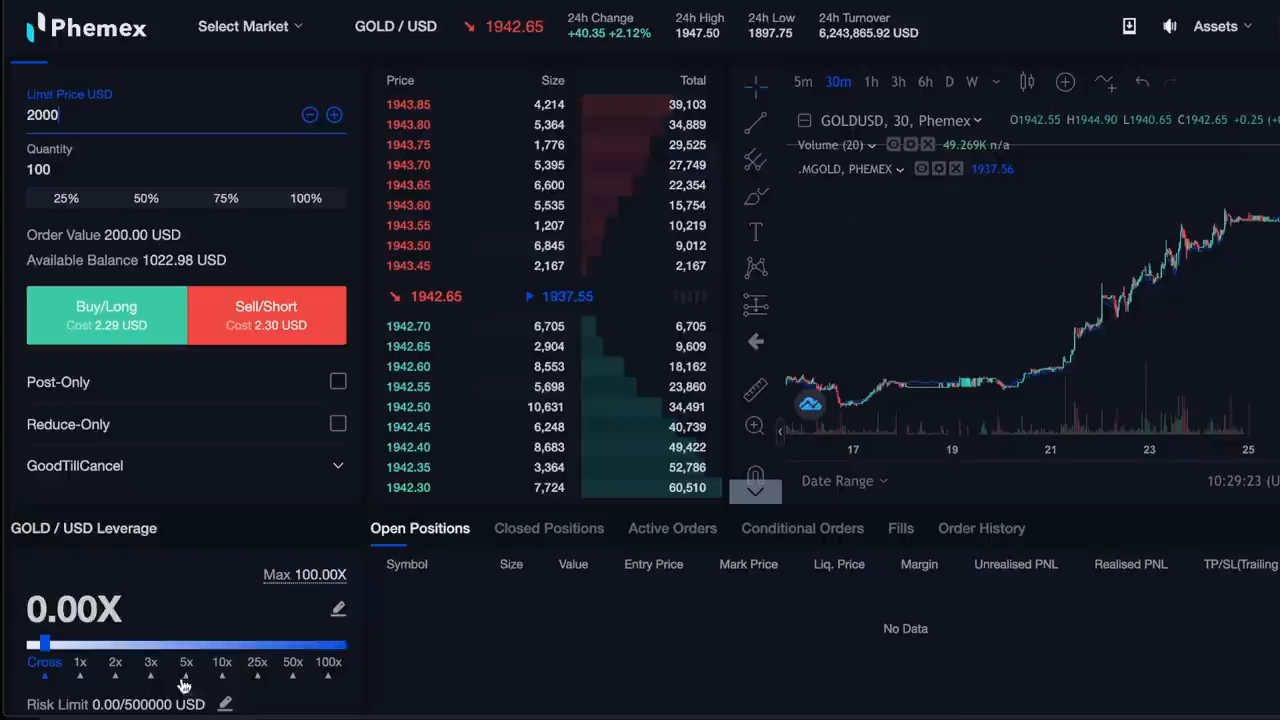 Phemex
Select Market
GOLD / USD
1942.65
24h Change
+40.35 +2.12%
24h High
1947.50
24h Low
1897.75
24h Turnover
6,243,865.92 USD
Assets
Limit Price USD
2000
Quantity
100
25% 50% 75% 100%
Order Value 200.00 USD
Available Balance 1022.98 USD
Buy/Long
Cost 2.29 USD
Sell/Short
Cost 2.30 USD
Post-Only
Reduce-Only
GoodTillCancel
Price Size Total
1943.85 4,214 39,103
1943.80 5,364 34,889
1943.75 1,776 29,525
1943.70 5,395 27,749
1943.65 6,600 22,354
1943.60 5,535 15,754
1943.55 1,207 10,219
1943.50 6,845 9,012
1943.45 2,167 2,167
1942.65 1937.55
1942.70 6,705 6,705
1942.65 2,904 9,609
1942.60 8,553 18,162
1942.55 5,698 23,860
1942.50 10,631 34,491
1942.45 6,248 40,739
1942.40 8,683 49,422
1942.35 3,364 52,786
1942.30 7,724 60,510
5m 30m 1h 3h 6h D W
GOLDUSD, 30, Phemex O1942.55 H1944.90 L1940.65 C1942.65 +0.25 (+0
Volume (20) 49.269K n/a
.MGOLD, PHEMEX 1937.56
17 19 21 23 25
Date Range 10:29:23 (U
GOLD / USD Leverage
Max 100.00X
0.00X
Cross 1x 2x 3x 5x 10x 25x 50x 100x
Risk Limit 0.00/500000 USD
Open Positions Closed Positions Active Orders Conditional Orders Fills Order History
Symbol Size Value Entry Price Mark Price Liq. Price Margin Unrealised PNL Realised PNL TP/SL(Trailing
No Data